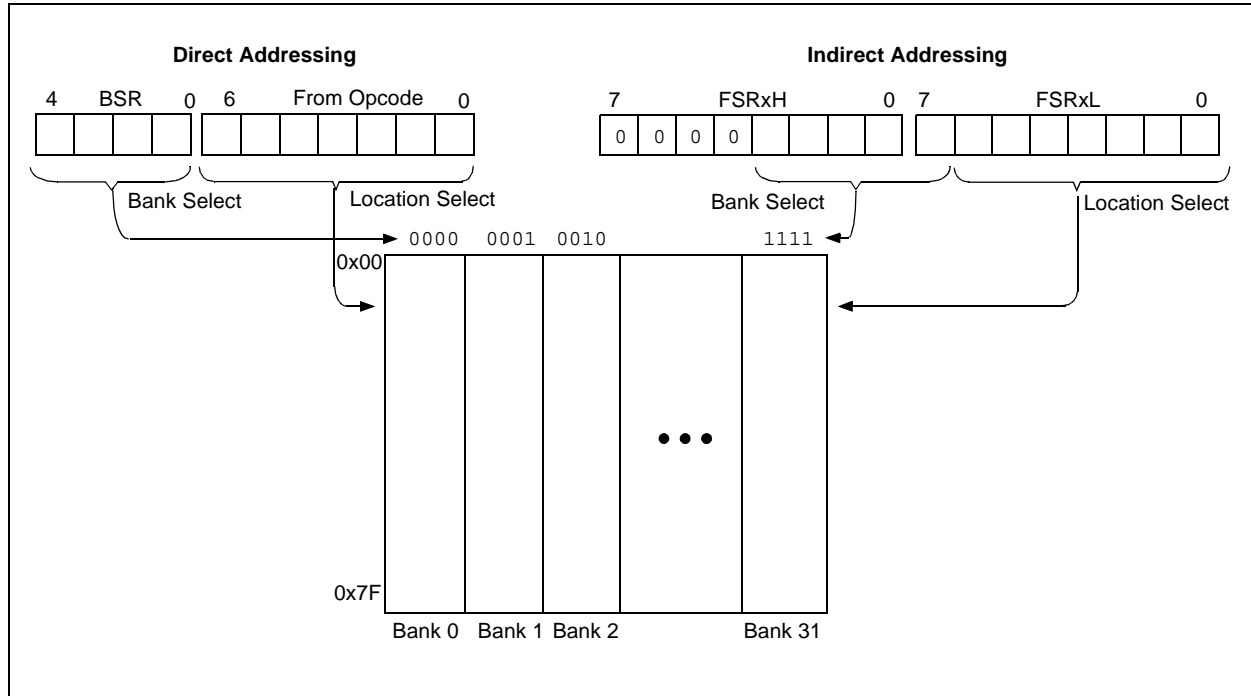 Direct Addressing
Indirect Addressing
4 BSR 0 6 From Opcode 0
7 FSRxH 0 7 FSRxL 0
0 0 0 0
Bank Select
Location Select
Bank Select
Location Select
0000 0001 0010 1111
0x00
0x7F
Bank 0 Bank 1 Bank 2 Bank 31